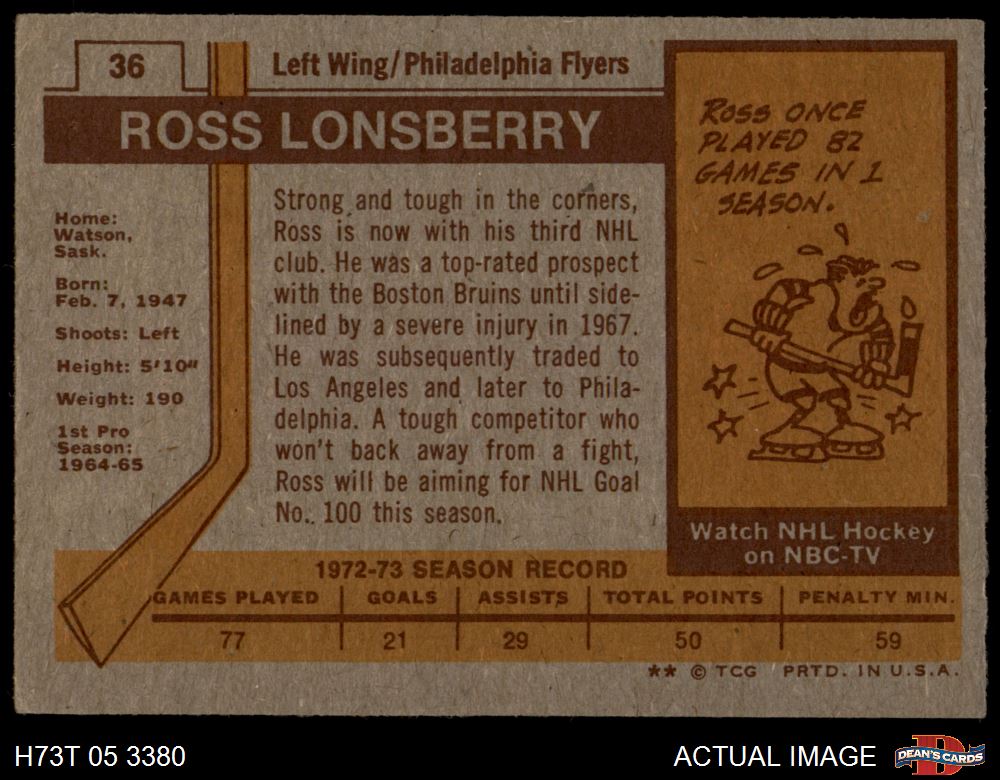 36
Left Wing/Philadelphia Flyers
ROSS LONSBERRY
Home:
Watson,
Sask.
Born:
Feb. 7, 1947
Shoots: Left
Height: 5'10"
Weight: 190
1st Pro
Season:
1964-65
Strong and tough in the corners,
Ross is now with his third NHL
club. He was a top-rated prospect
with the Boston Bruins until side-
lined by a severe injury in 1967.
He was subsequently traded to
Los Angeles and later to Phila-
delphia. A tough competitor who
won't back away from a fight,
Ross will be aiming for NHL Goal
No. 100 this season.
ROSS ONCE
PLAYED 82
GAMES IN 1
SEASON.
Watch NHL Hockey
on NBC-TV
1972-73 SEASON RECORD
GAMES PLAYED GOALS ASSISTS TOTAL POINTS PENALTY MIN.
77 21 29 50 59
** © TCG PRTD. IN U.S.A.
H73T 05 3380
ACTUAL IMAGE
DEAN'S CARDS